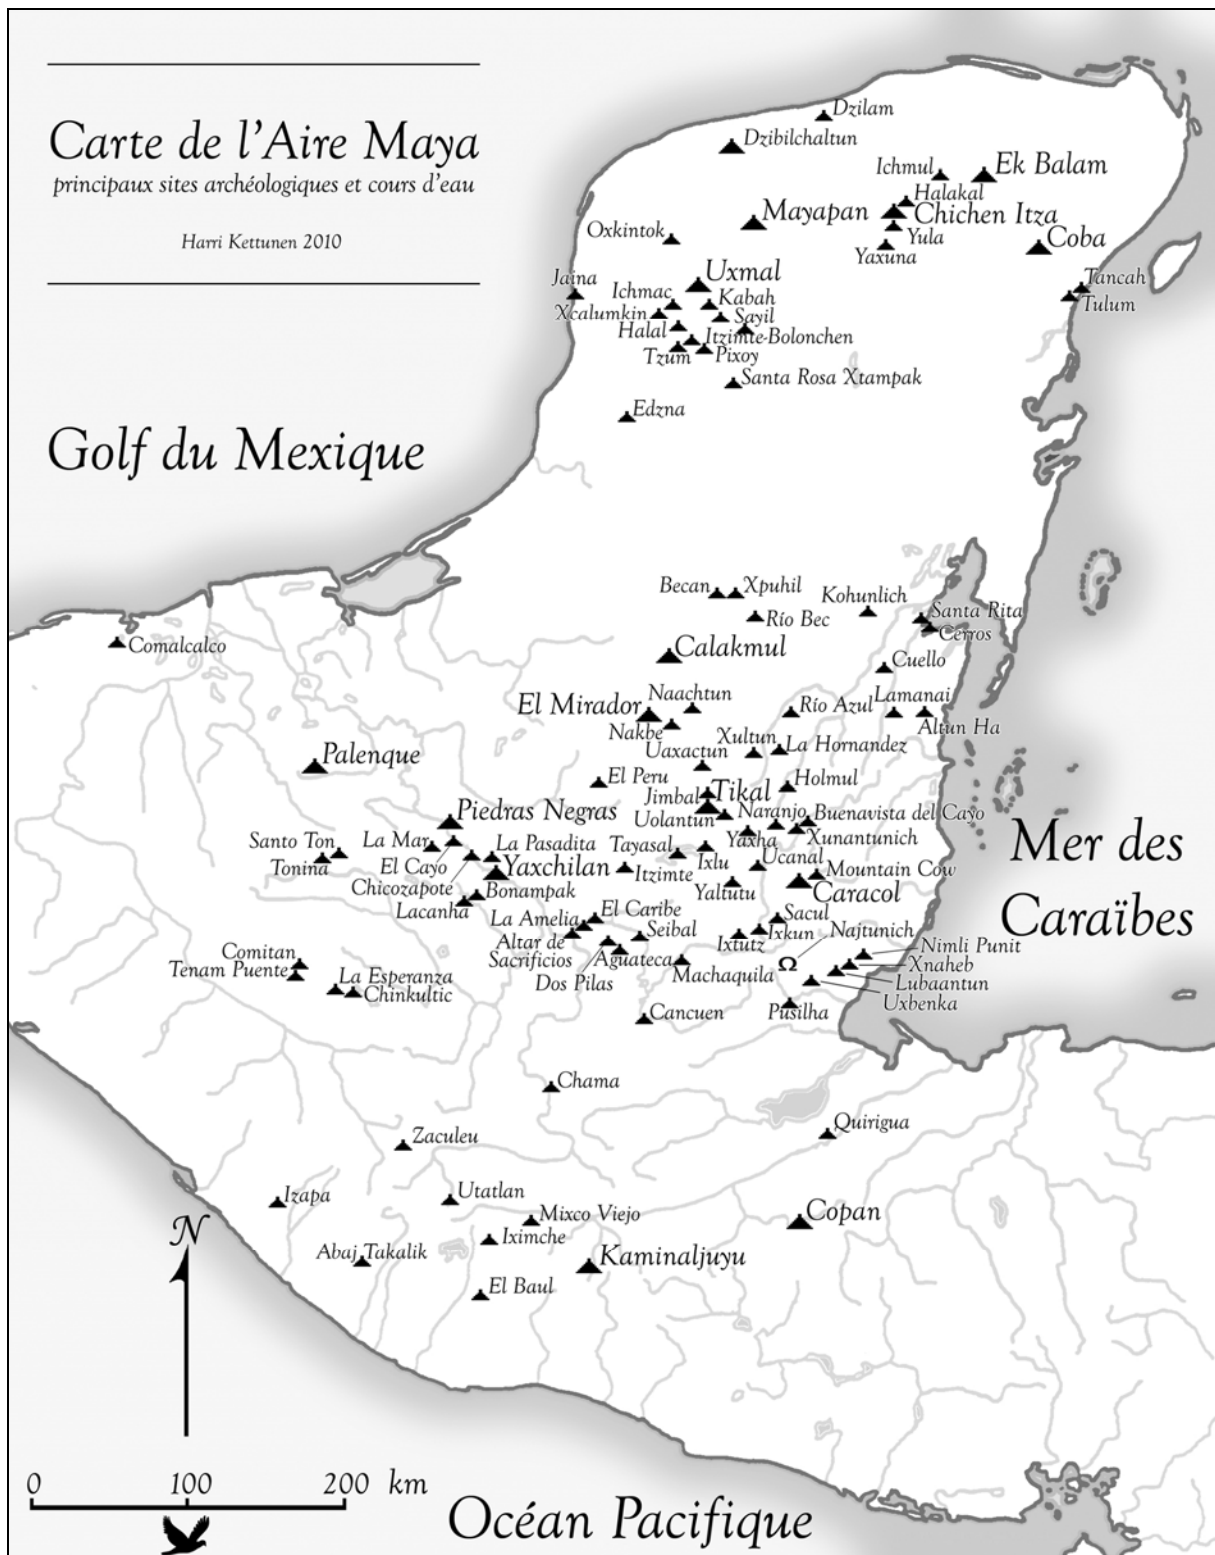 Carte de l'Aire Maya
principaux sites archéologiques et cours d'eau
Harri Kettunen 2010
Dzilam
Dzibilchaltun
Ichmul
Ek Balam
Halakal
Mayapan
Chichen Itza
Oxkintok
Yula
Coba
Yaxuna
Uxmal
Jaina
Tancah
Ichmac
Kabah
Tulum
Xcalumkin
Sayil
Halal
Itzimte-Bolonchen
Tzum
Pixoy
Santa Rosa Xtampak
Edzna
Golf du Mexique
Becan
Xpuhil
Kohunlich
Río Bec
Santa Rita
Cerros
Comalcalco
Calakmul
Cuello
Naachtun
El Mirador
Río Azul
Lamanai
Nakbe
Altun Ha
Xultun
Uaxactun
La Hornandez
Palenque
El Peru
Holmul
Jimbal
Tikal
Piedras Negras
Uolantun
Naranjo
Buenavista del Cayo
Santo Ton
La Mar
La Pasadita
Tayasal
Yaxha
Xunantunich
Mer des
Caraïbes
Tonina
El Cayo
Yaxchilan
Ixlu
Ucanal
Itzimte
Mountain Cow
Chicozapote
Bonampak
Yaltutu
Caracol
Lacanha
La Amelia
El Caribe
Sacul
Seibal
Ixkun
Najtunich
Altar de
Sacrificios
Ixtutz
Nimli Punit
Comitan
Aguateca
Xnaheb
Tenam Puente
La Esperanza
Dos Pilas
Machaquila
Ω
Lubaantun
Chinkultic
Uxbenka
Cancuen
Pusilha
Chama
Quirigua
Zaculeu
Izapa
Utatlan
Mixco Viejo
Copan
N
Iximche
Abaj Takalik
Kaminaljuyu
El Baul
0 100 200 km
Océan Pacifique